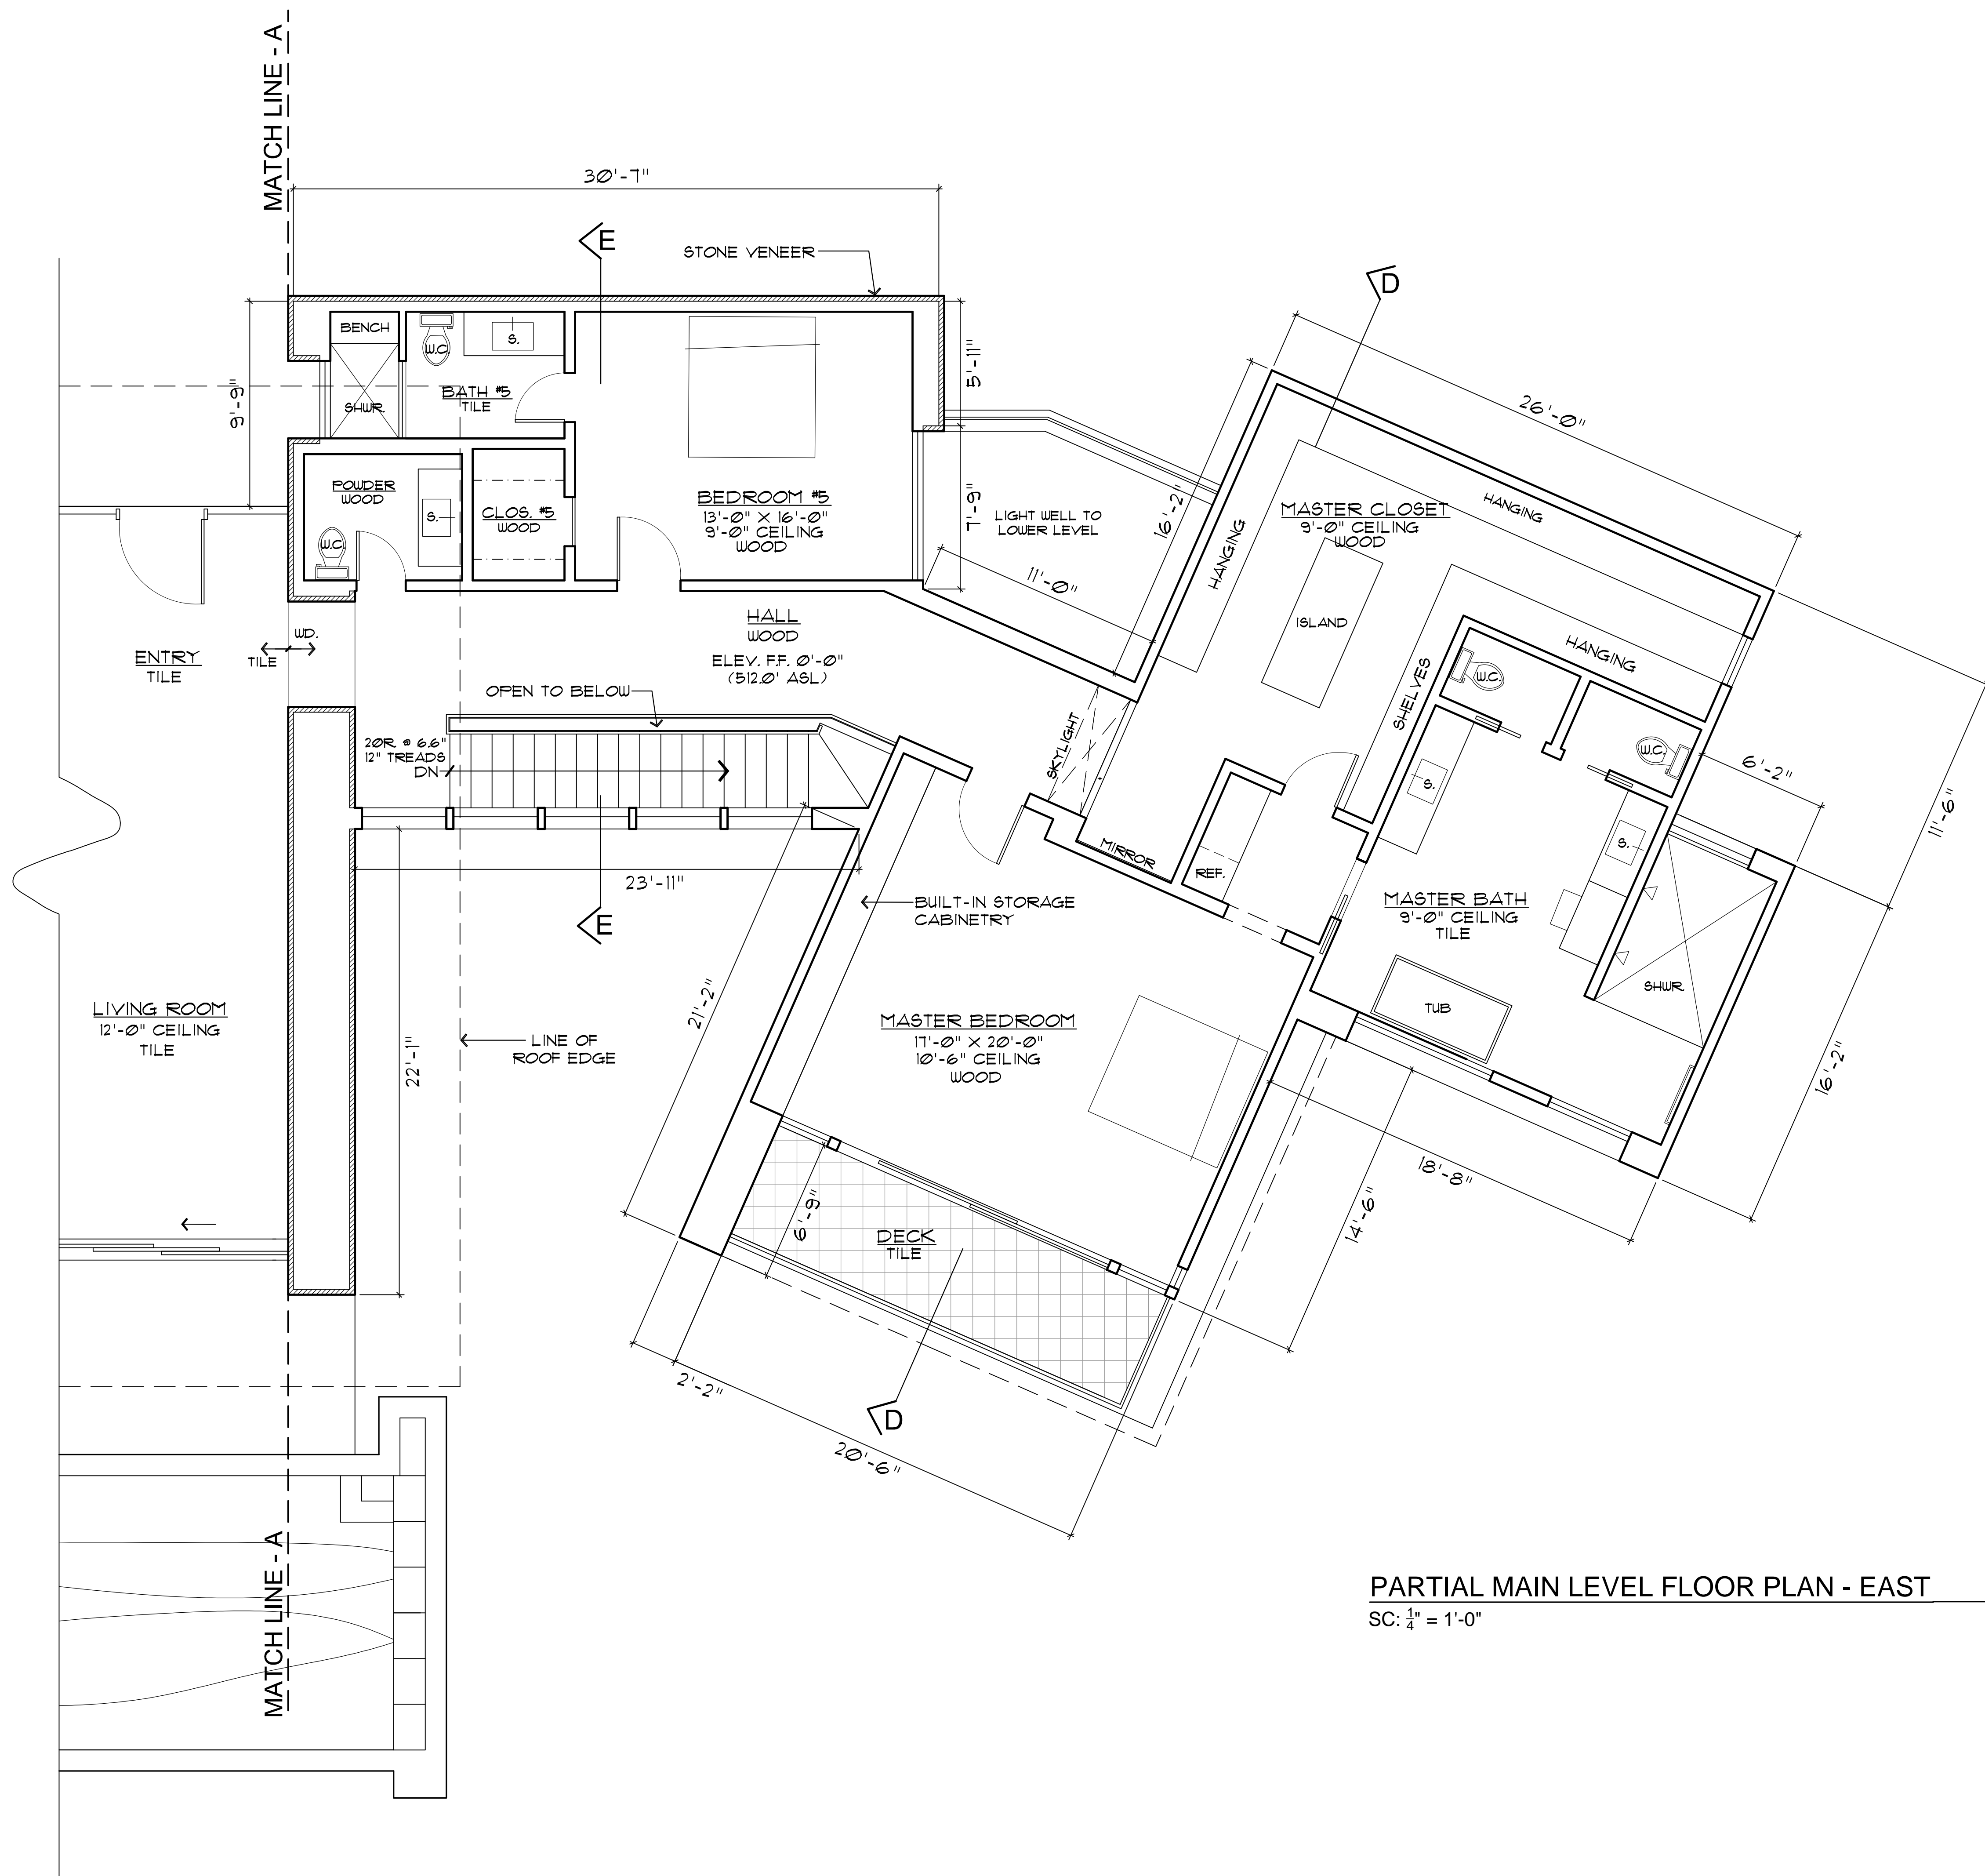 MATCH LINE - A
30'-7"
E
STONE VENEER
D
BENCH
W.C.
S.
5'-11"
9'-9"
SHWR.
BATH #5
TILE
26'-0"
POWDER
WOOD
S.
W.C.
CLOS. #5
WOOD
BEDROOM #5
13'-0" X 16'-0"
9'-0" CEILING
WOOD
7'-9"
LIGHT WELL TO
LOWER LEVEL
16'-2"
11'-0"
HANGING
MASTER CLOSET
9'-0" CEILING
WOOD
HANGING
ISLAND
HANGING
SHELVES
W.C.
W.C.
HALL
WOOD
ELEV. F.F. 0'-0"
(512.0' ASL)
WD.
TILE
ENTRY
TILE
OPEN TO BELOW
20R. @ 6.6"
12" TREADS
DN
SKYLIGHT
MIRROR
REF.
S.
S.
6'-2"
11'-6"
23'-11"
E
BUILT-IN STORAGE
CABINETRY
MASTER BATH
9'-0" CEILING
TILE
SHWR.
TUB
LIVING ROOM
12'-0" CEILING
TILE
22'-1"
LINE OF
ROOF EDGE
21'-2"
MASTER BEDROOM
17'-0" X 20'-0"
10'-6" CEILING
WOOD
16'-2"
18'-8"
14'-6"
6'-9"
DECK
TILE
2'-2"
D
20'-6"
MATCH LINE - A
PARTIAL MAIN LEVEL FLOOR PLAN - EAST
SC: 1/4" = 1'-0"